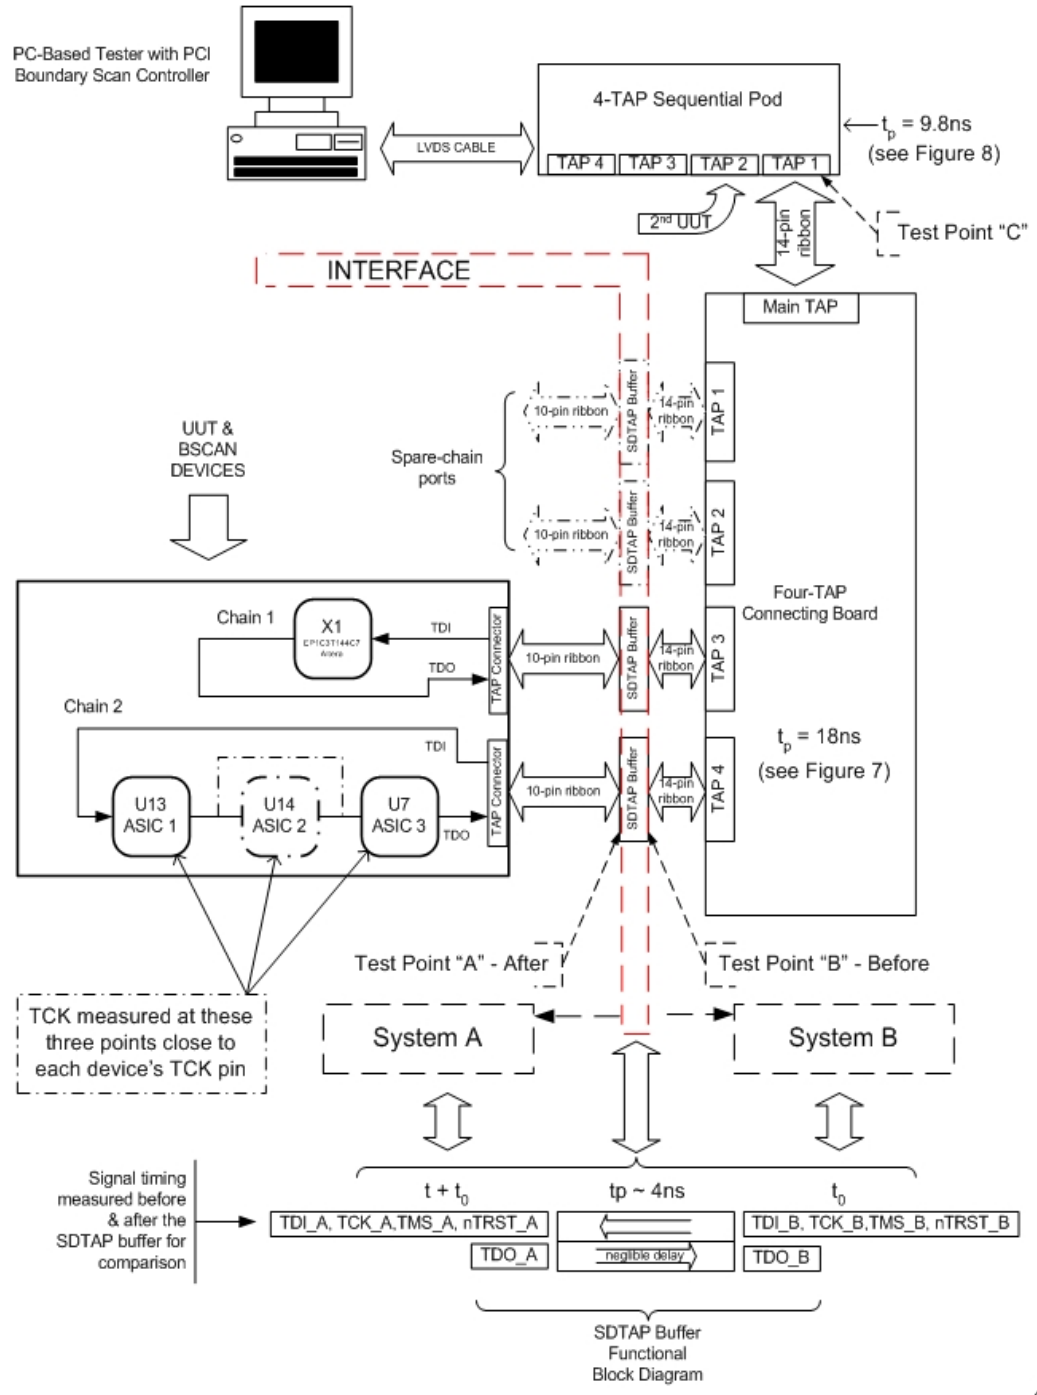 PC-Based Tester with PCI
Boundary Scan Controller
LVDS CABLE
4-TAP Sequential Pod
TAP 4
TAP 3
TAP 2
TAP 1
tp = 9.8ns
(see Figure 8)
2nd UUT
14-pin
ribbon
Test Point “C”
INTERFACE
Main TAP
UUT &
BSCAN
DEVICES
Spare-chain
ports
10-pin ribbon
SDTAP Buffer
14-pin
ribbon
TAP 1
10-pin ribbon
SDTAP Buffer
14-pin
ribbon
TAP 2
Four-TAP
Connecting Board
Chain 1
X1
EP1C3T144C7
Altera
TDI
TDO
TAP Connector
10-pin ribbon
SDTAP Buffer
14-pin
ribbon
TAP 3
Chain 2
TDI
U13
ASIC 1
U14
ASIC 2
U7
ASIC 3
TDO
TAP Connector
10-pin ribbon
SDTAP Buffer
14-pin
ribbon
TAP 4
tp = 18ns
(see Figure 7)
Test Point “A” - After
Test Point “B” - Before
TCK measured at these
three points close to
each device's TCK pin
System A
System B
Signal timing
measured before
& after the
SDTAP buffer for
comparison
t + t0
tp ~ 4ns
t0
TDI_A, TCK_A,TMS_A, nTRST_A
TDI_B, TCK_B,TMS_B, nTRST_B
TDO_A
neglible delay
TDO_B
SDTAP Buffer
Functional
Block Diagram